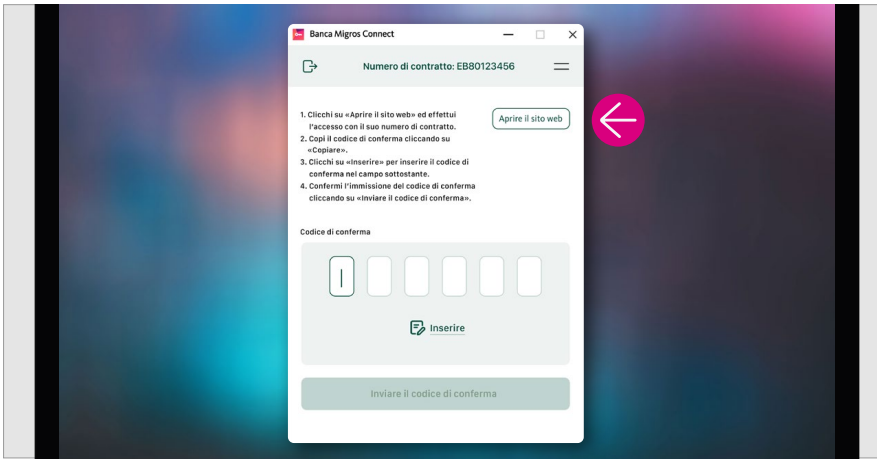 Banca Migros Connect
Numero di contratto: EB80123456
1. Clicchi su «Aprire il sito web» ed effettui
l'accesso con il suo numero di contratto.
2. Copi il codice di conferma cliccando su
«Copiare».
3. Clicchi su «Inserire» per inserire il codice di
conferma nel campo sottostante.
4. Confermi l'immissione del codice di conferma
cliccando su «Inviare il codice di conferma».
Aprire il sito web
Codice di conferma
Inserire
Inviare il codice di conferma